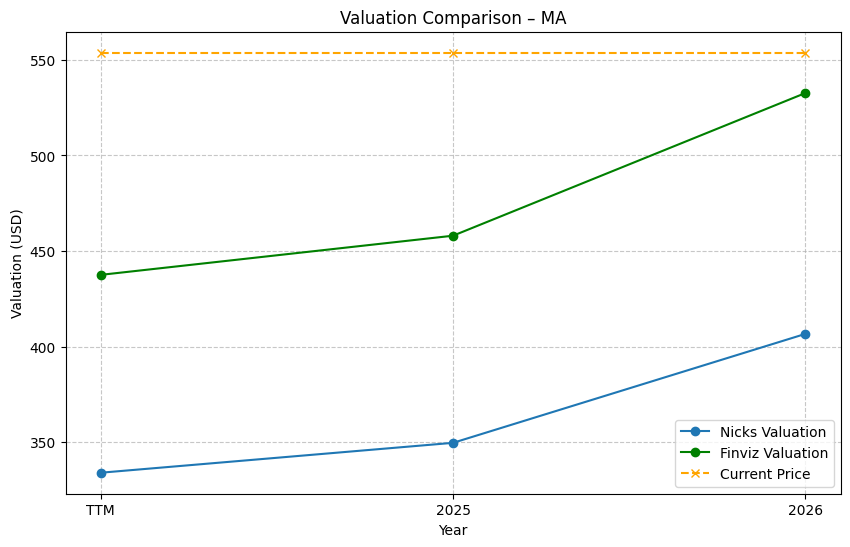 Valuation Comparison – MA
Valuation (USD)
550
500
450
400
350
TTM
2025
2026
Year
Nicks Valuation
Finviz Valuation
Current Price